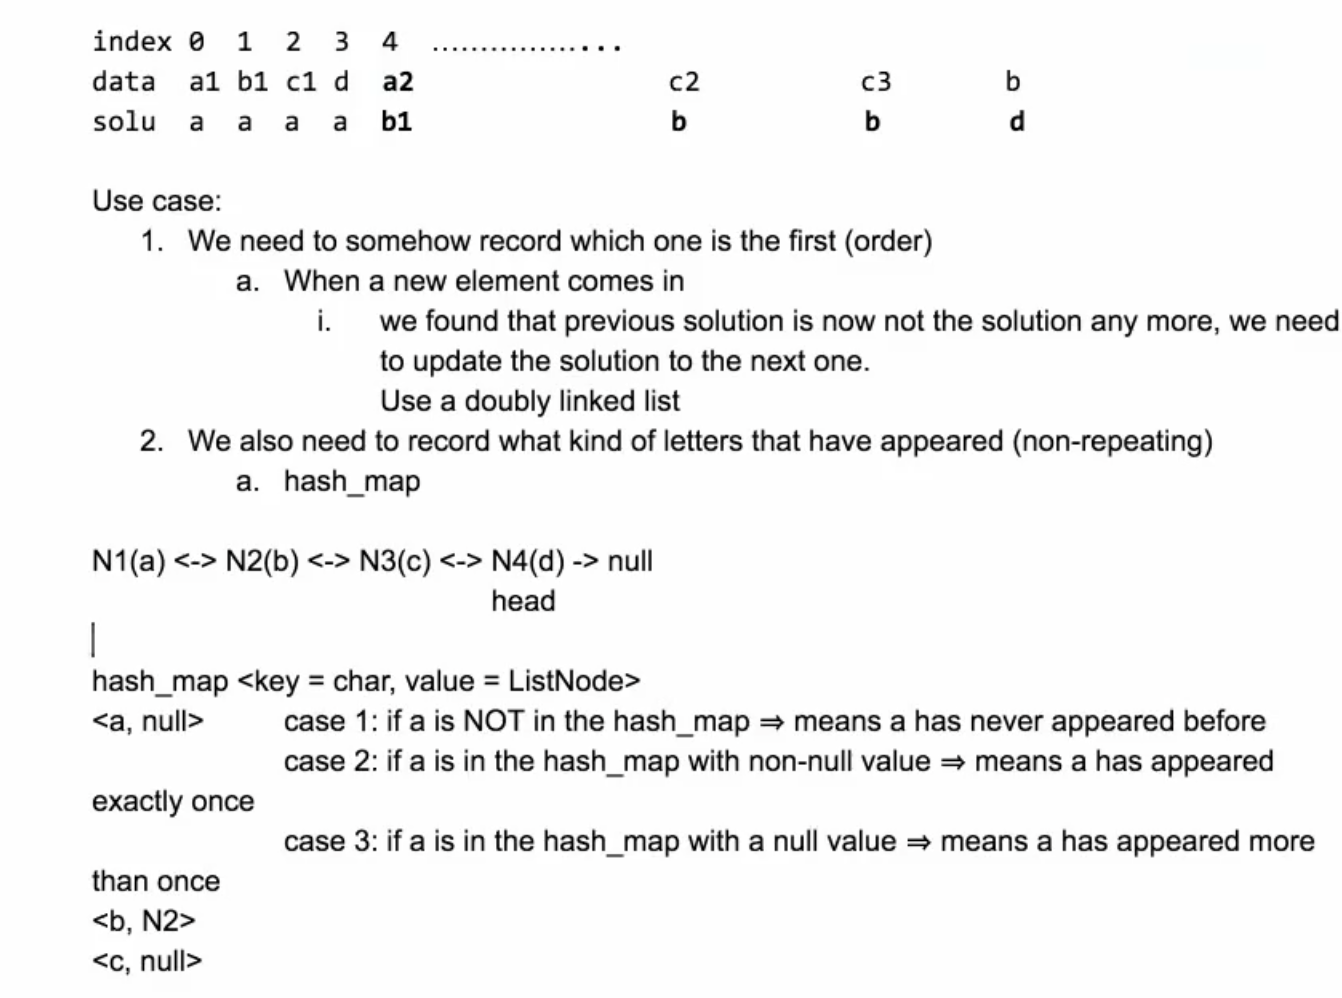 index 0 1 2 3 4 ...................
data a1 b1 c1 d a2 c2 c3 b
solu a a a a b1 b b d
Use case:
1. We need to somehow record which one is the first (order)
a. When a new element comes in
i. we found that previous solution is now not the solution any more, we need
to update the solution to the next one.
Use a doubly linked list
2. We also need to record what kind of letters that have appeared (non-repeating)
a. hash_map
N1(a) <-> N2(b) <-> N3(c) <-> N4(d) -> null
head
hash_map <key = char, value = ListNode>
<a, null> case 1: if a is NOT in the hash_map ⇒ means a has never appeared before
case 2: if a is in the hash_map with non-null value ⇒ means a has appeared
exactly once
case 3: if a is in the hash_map with a null value ⇒ means a has appeared more
than once
<b, N2>
<c, null>